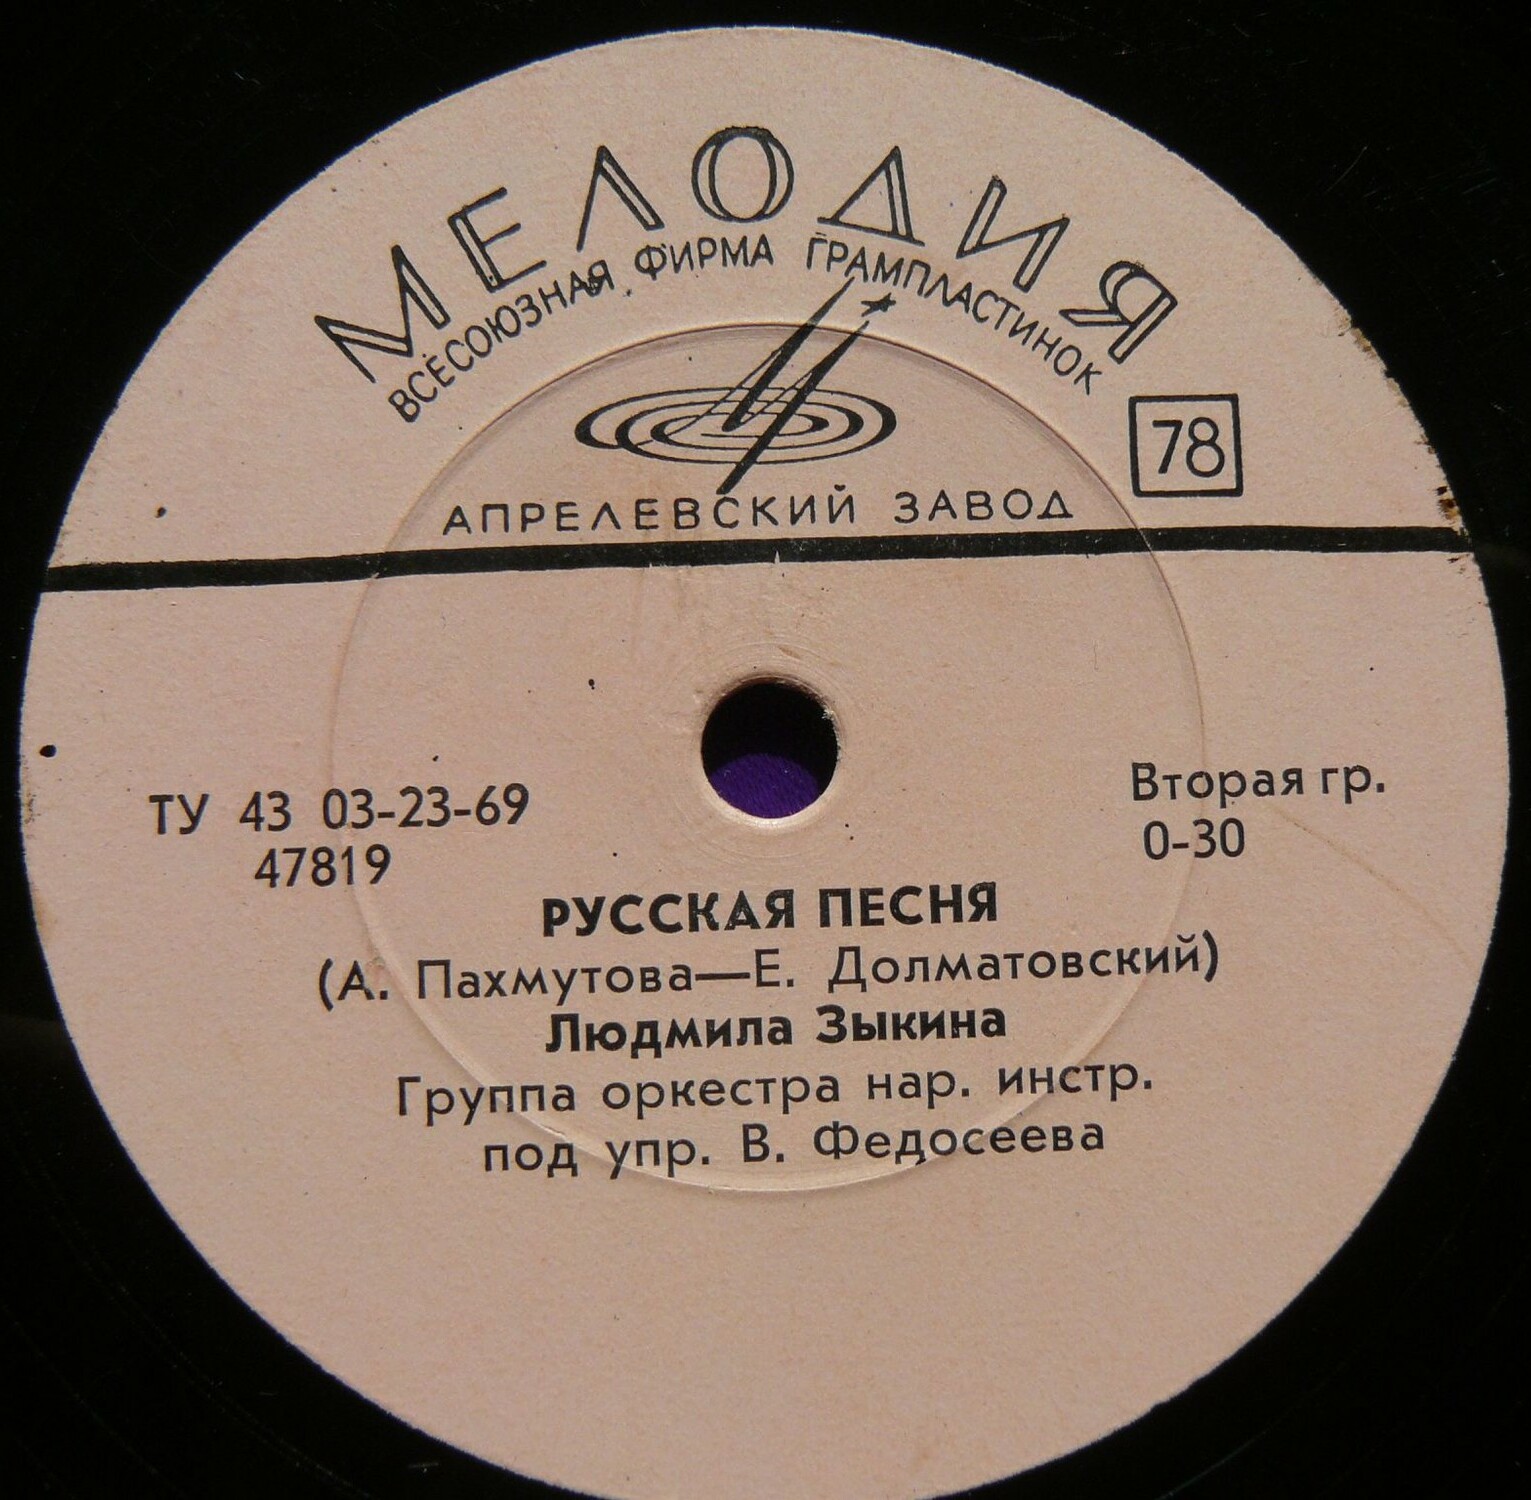 МЕЛОДИЯ
ВСЕСОЮЗНАЯ ФИРМА ГРАМПЛАСТИНОК
78
АПРЕЛЕВСКИЙ ЗАВОД
ТУ 43 03-23-69
47819
Вторая гр.
0-30
РУССКАЯ ПЕСНЯ
(А. Пахмутова—Е. Долматовский)
Людмила Зыкина
Группа оркестра нар. инстр.
под упр. В. Федосеева